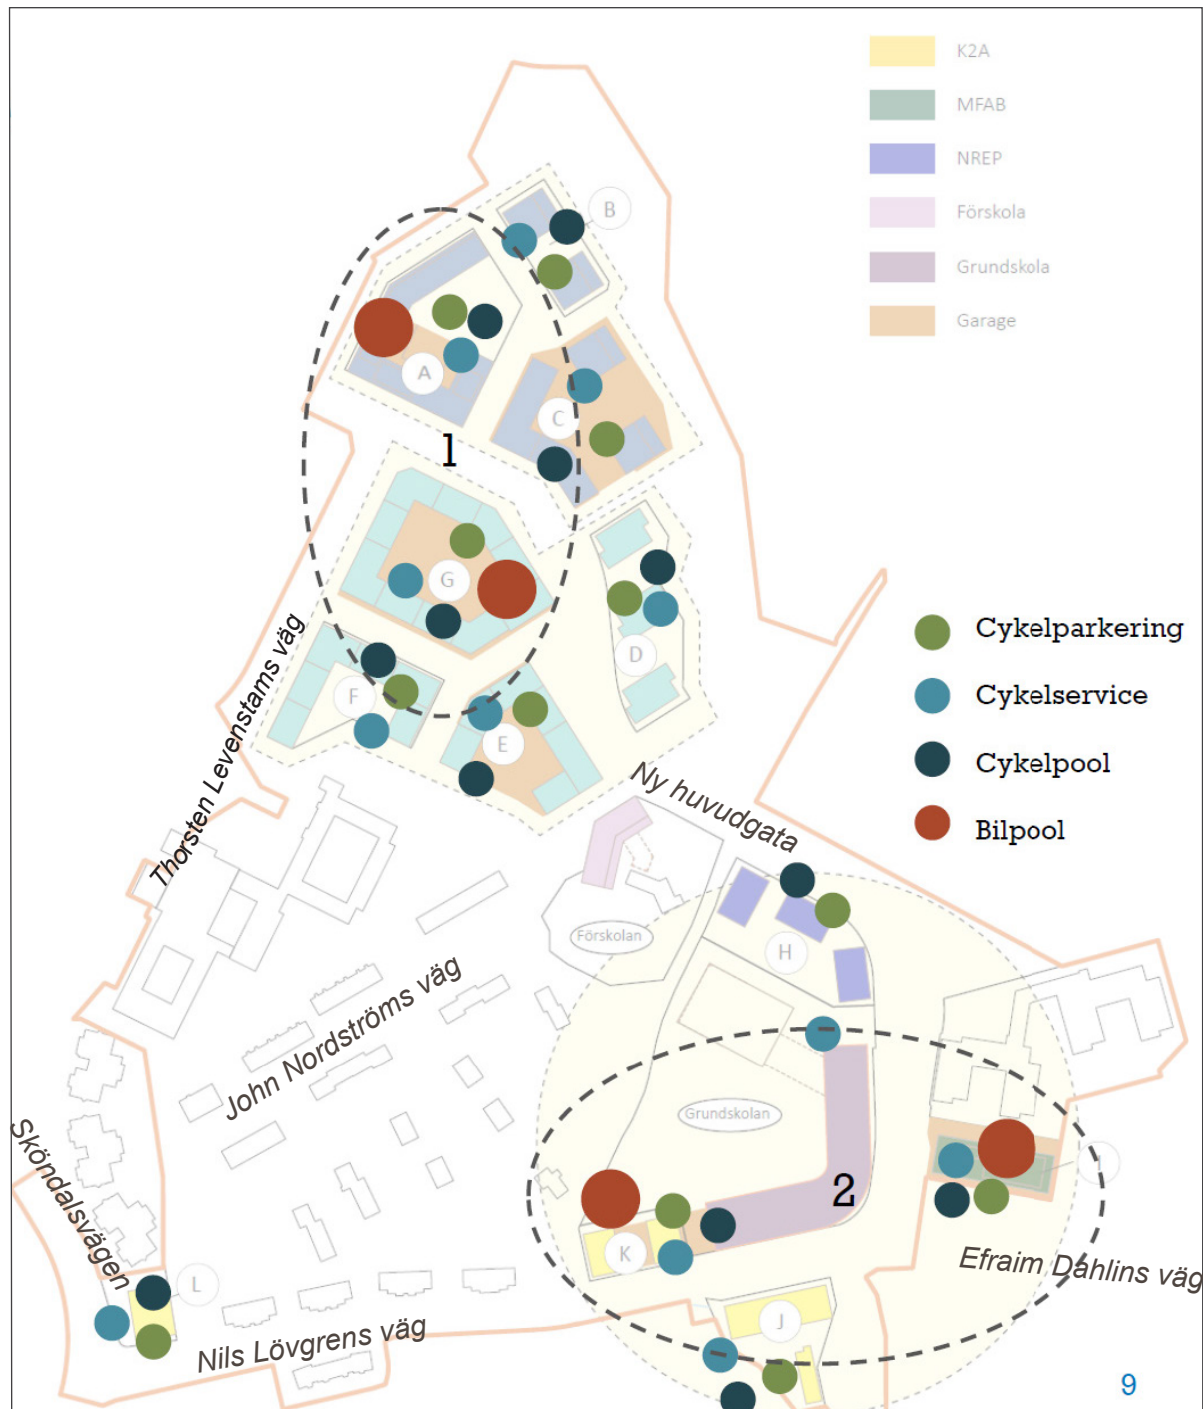 K2A
MFAB
NREP
Förskola
Grundskola
Garage
B
A
C
1
G
D
F
E
Thorsten Levenstams väg
Cykelparkering
Cykelservice
Cykelpool
Bilpool
Ny huvudgata
Förskolan
H
John Nordströms väg
Grundskolan
2
K
Sköndalsvägen
L
Efraim Dahlins väg
J
Nils Lövgrens väg
9